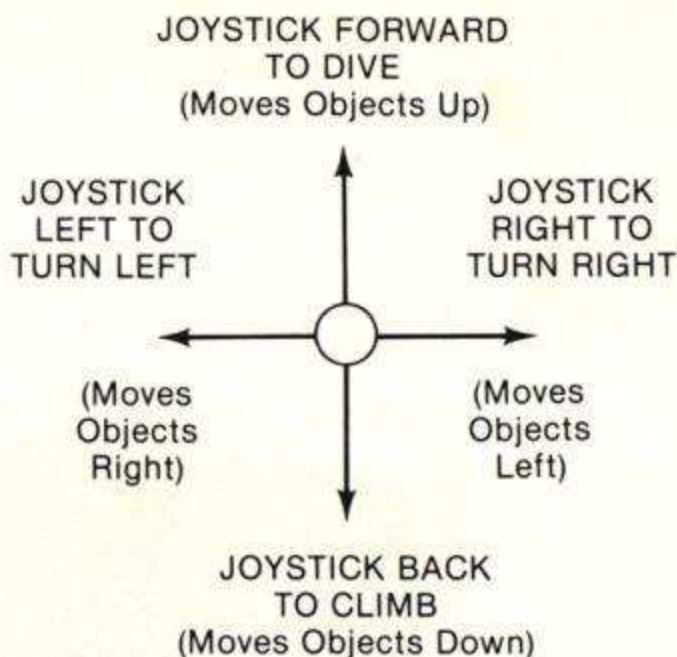 JOYSTICK FORWARD
TO DIVE
(Moves Objects Up)
JOYSTICK
LEFT TO
TURN LEFT
JOYSTICK
RIGHT TO
TURN RIGHT
(Moves
Objects
Right)
(Moves
Objects
Left)
JOYSTICK BACK
TO CLIMB
(Moves Objects Down)